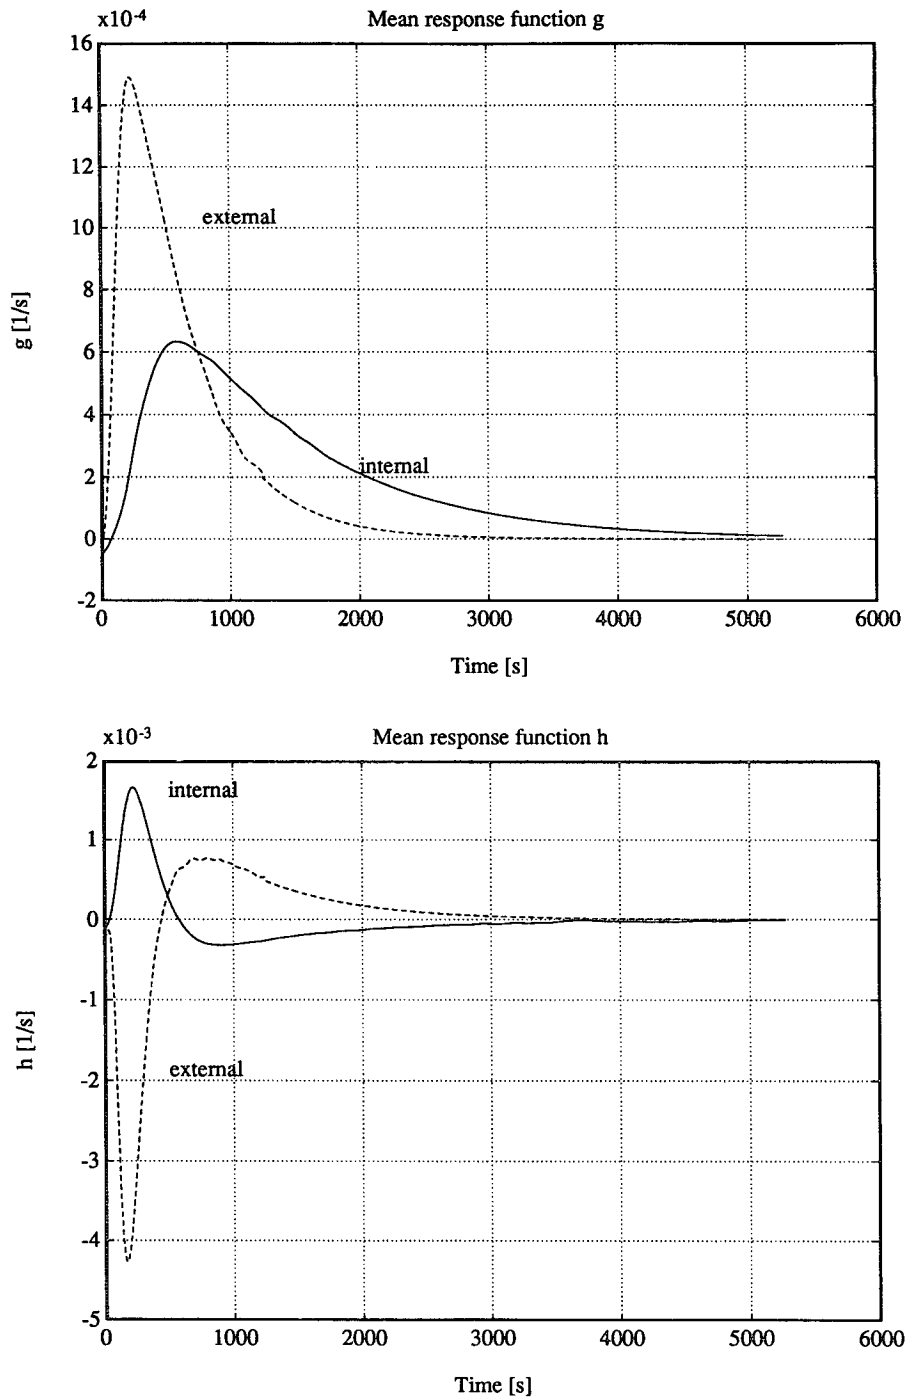 x10-4 Mean response function g
16
14
12
external
10
8
g [1/s]
6
4
internal
2
0
-2
0 1000 2000 3000 4000 5000 6000
Time [s]
x10-3 Mean response function h
2
internal
1
0
-1
h [1/s]
external
-2
-3
-4
-5
0 1000 2000 3000 4000 5000 6000
Time [s]